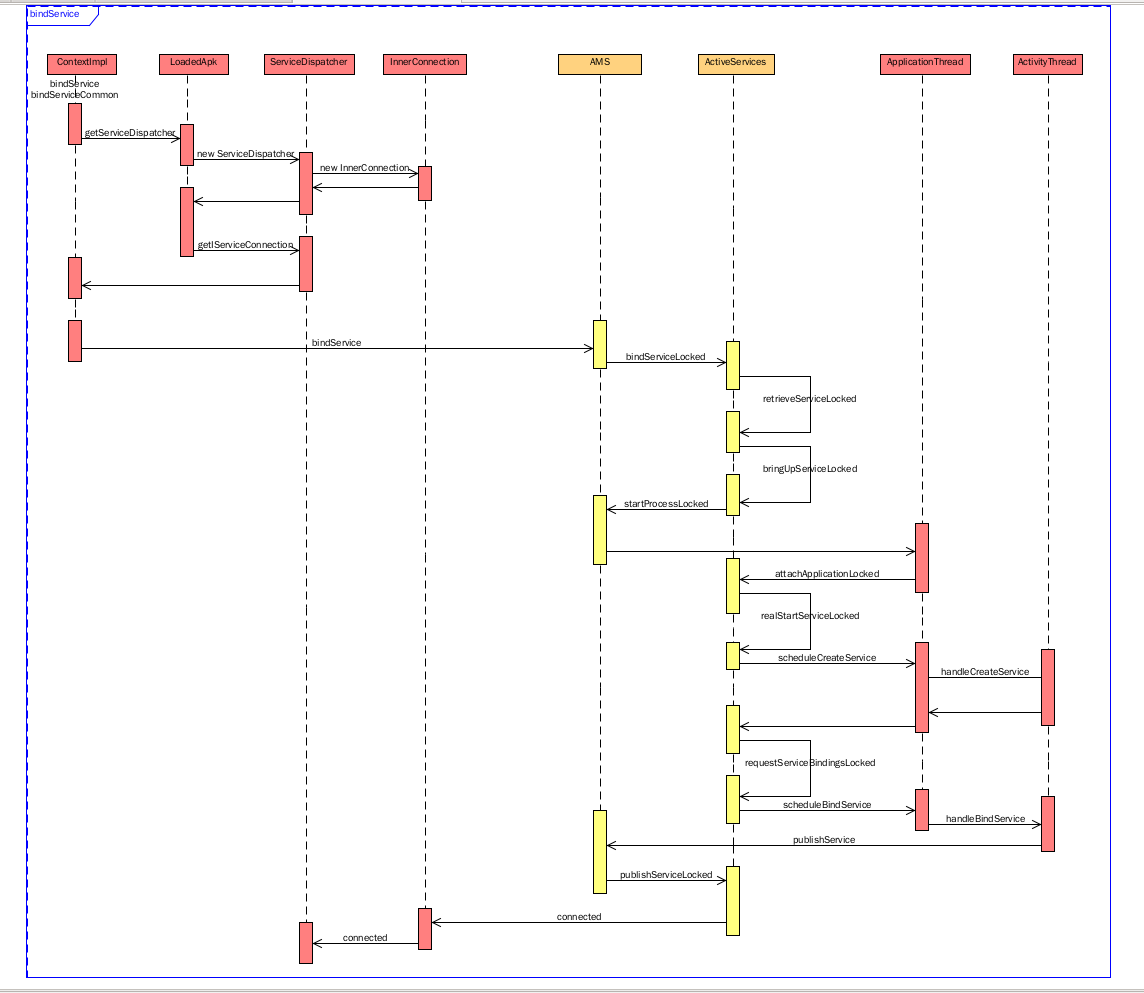 bindService
ContextImpl
LoadedApk
ServiceDispatcher
InnerConnection
AMS
ActiveServices
ApplicationThread
ActivityThread
bindService
bindServiceCommon
getServiceDispatcher
new ServiceDispatcher
new InnerConnection
getIServiceConnection
bindService
bindServiceLocked
retrieveServiceLocked
bringUpServiceLocked
startProcessLocked
attachApplicationLocked
realStartServiceLocked
scheduleCreateService
handleCreateService
requestServiceBindingsLocked
scheduleBindService
handleBindService
publishService
publishServiceLocked
connected
connected